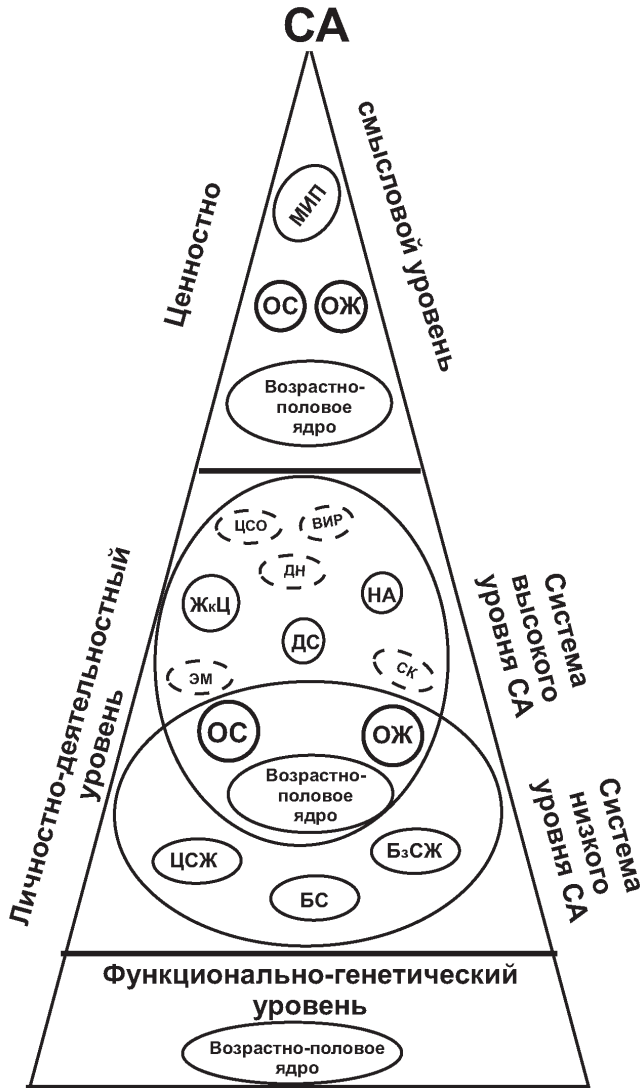 СА
Ценностно
смысловой уровень
МИП
ОС ОЖ
Возрастно-
половое
ядро
Личностно-деятельностный
уровень
Система
высокого
уровня СА
ЦСО ВИР
ДН
ЖкЦ НА
ДС
ЭМ СК
ОС ОЖ
Возрастно-
половое
ядро
Система
низкого
уровня СА
ЦСЖ БзСЖ
БС
Функционально-генетический
уровень
Возрастно-половое
ядро